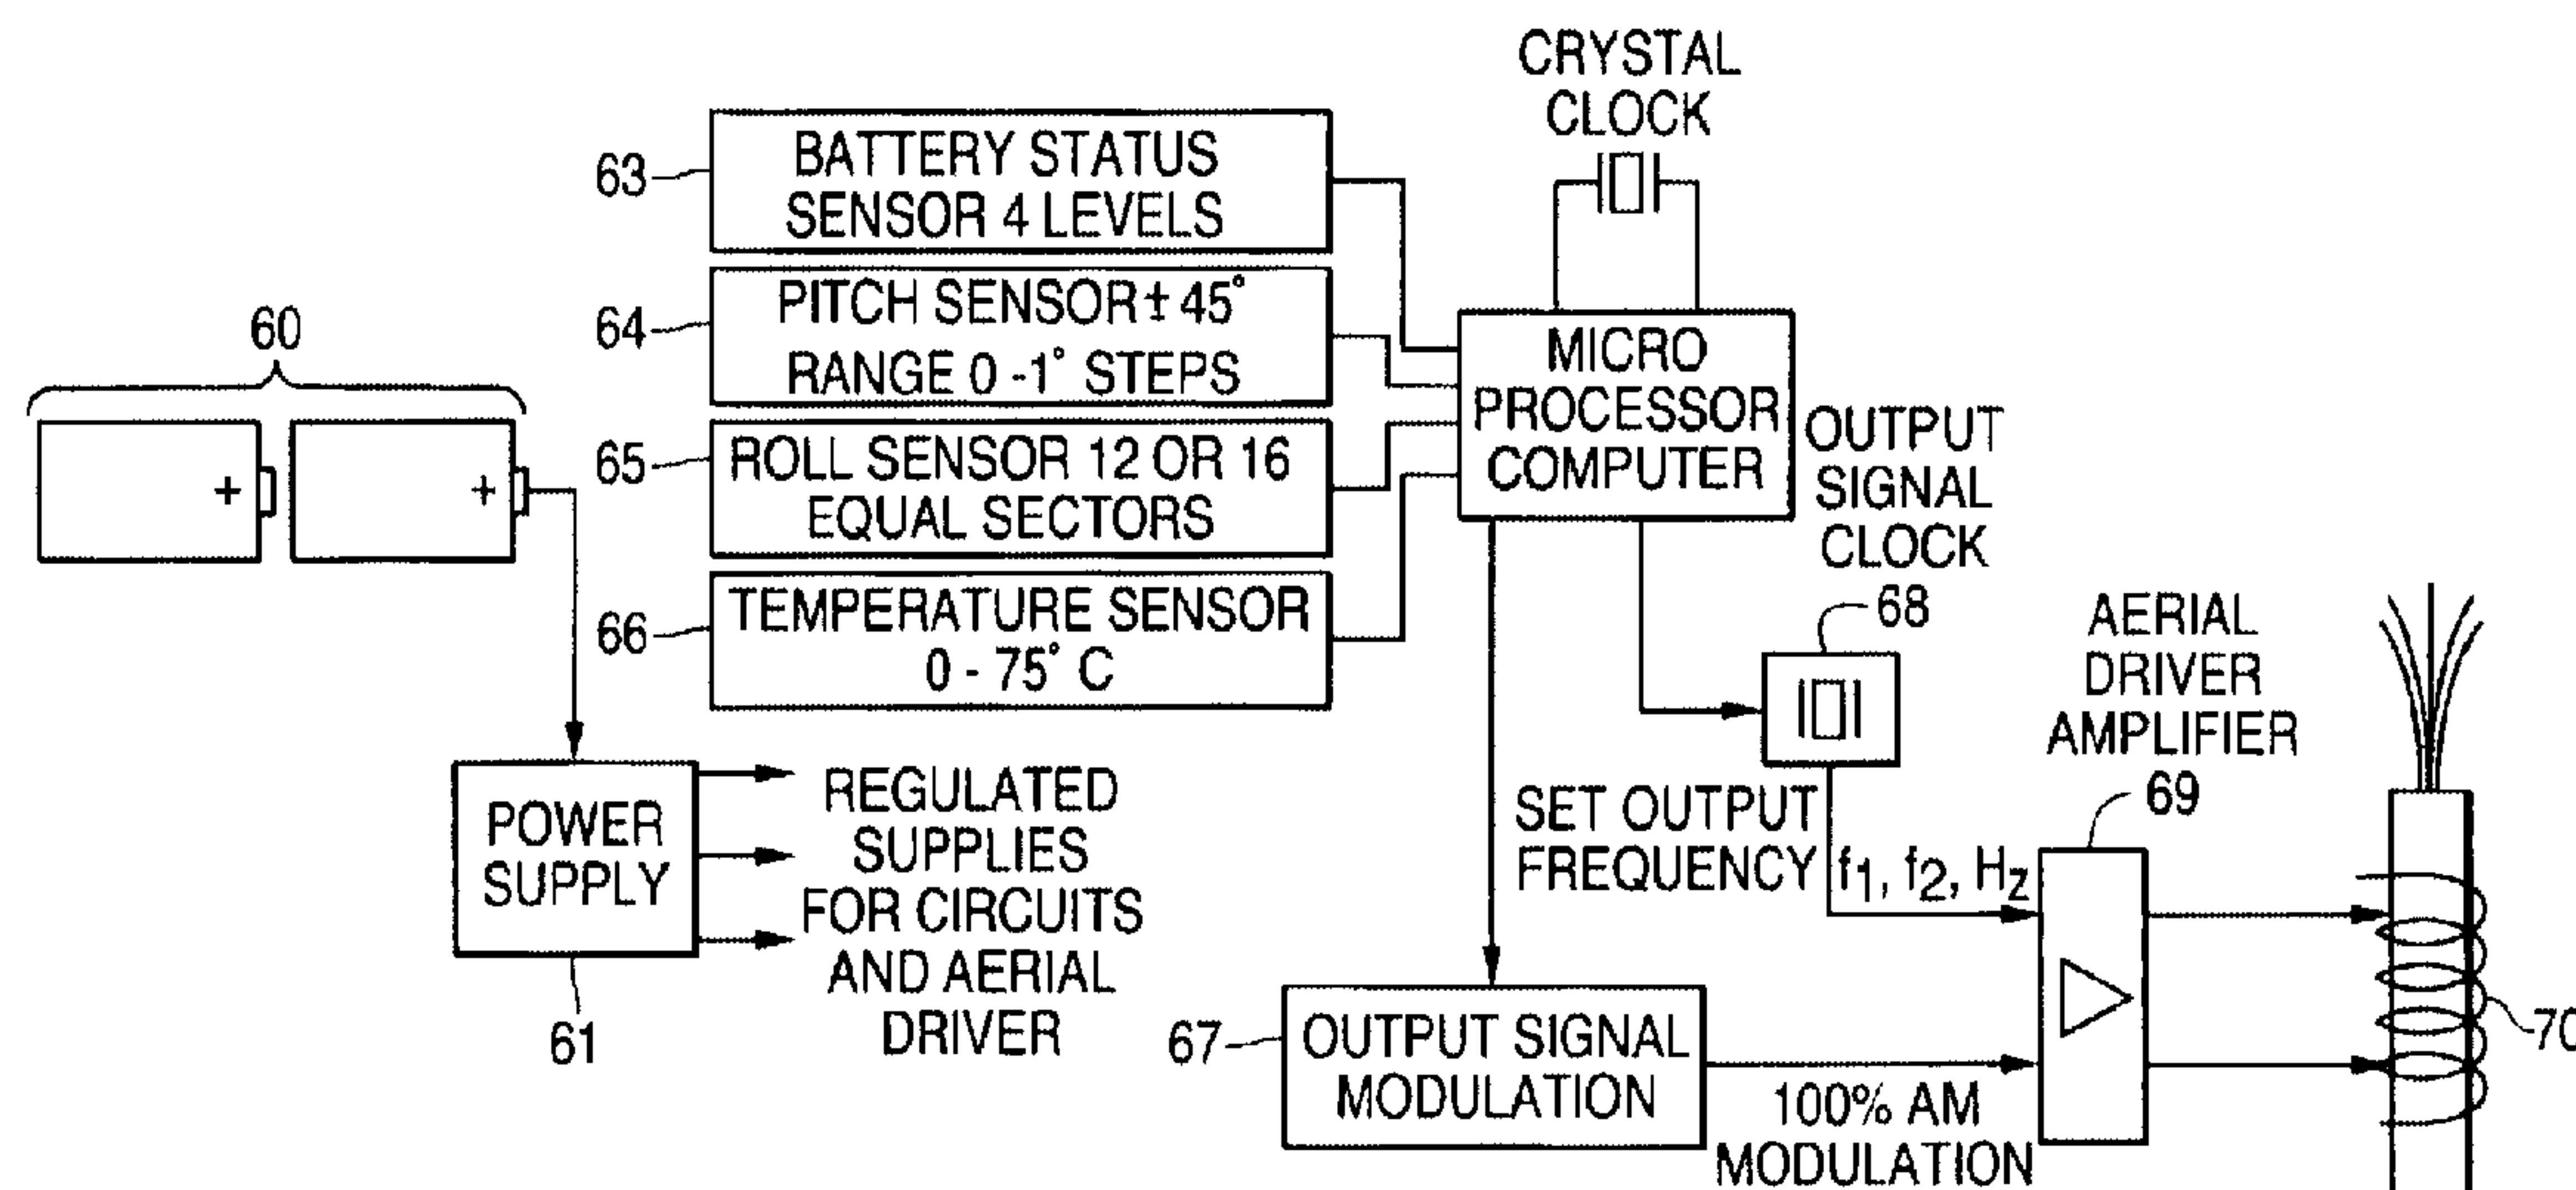 CRYSTAL
CLOCK
63
BATTERY STATUS
SENSOR 4 LEVELS
64
PITCH SENSOR ± 45°
RANGE 0 -1° STEPS
65
ROLL SENSOR 12 OR 16
EQUAL SECTORS
66
TEMPERATURE SENSOR
0 - 75° C
60
+
+
MICRO
PROCESSOR
COMPUTER
OUTPUT
SIGNAL
CLOCK
68
AERIAL
DRIVER
AMPLIFIER
69
POWER
SUPPLY
61
REGULATED
SUPPLIES
FOR CIRCUITS
AND AERIAL
DRIVER
SET OUTPUT
FREQUENCY
f1, f2, Hz
67
OUTPUT SIGNAL
MODULATION
100% AM
MODULATION
70